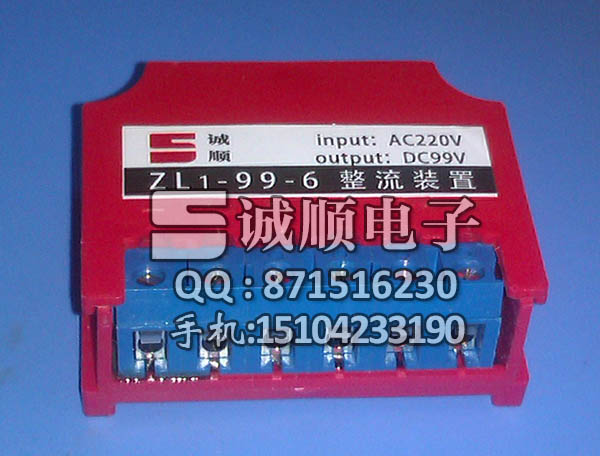 诚顺
input: AC220V
output: DC99V
ZL1-99-6 整流装置
诚顺电子
QQ:871516230
手机:15104233190